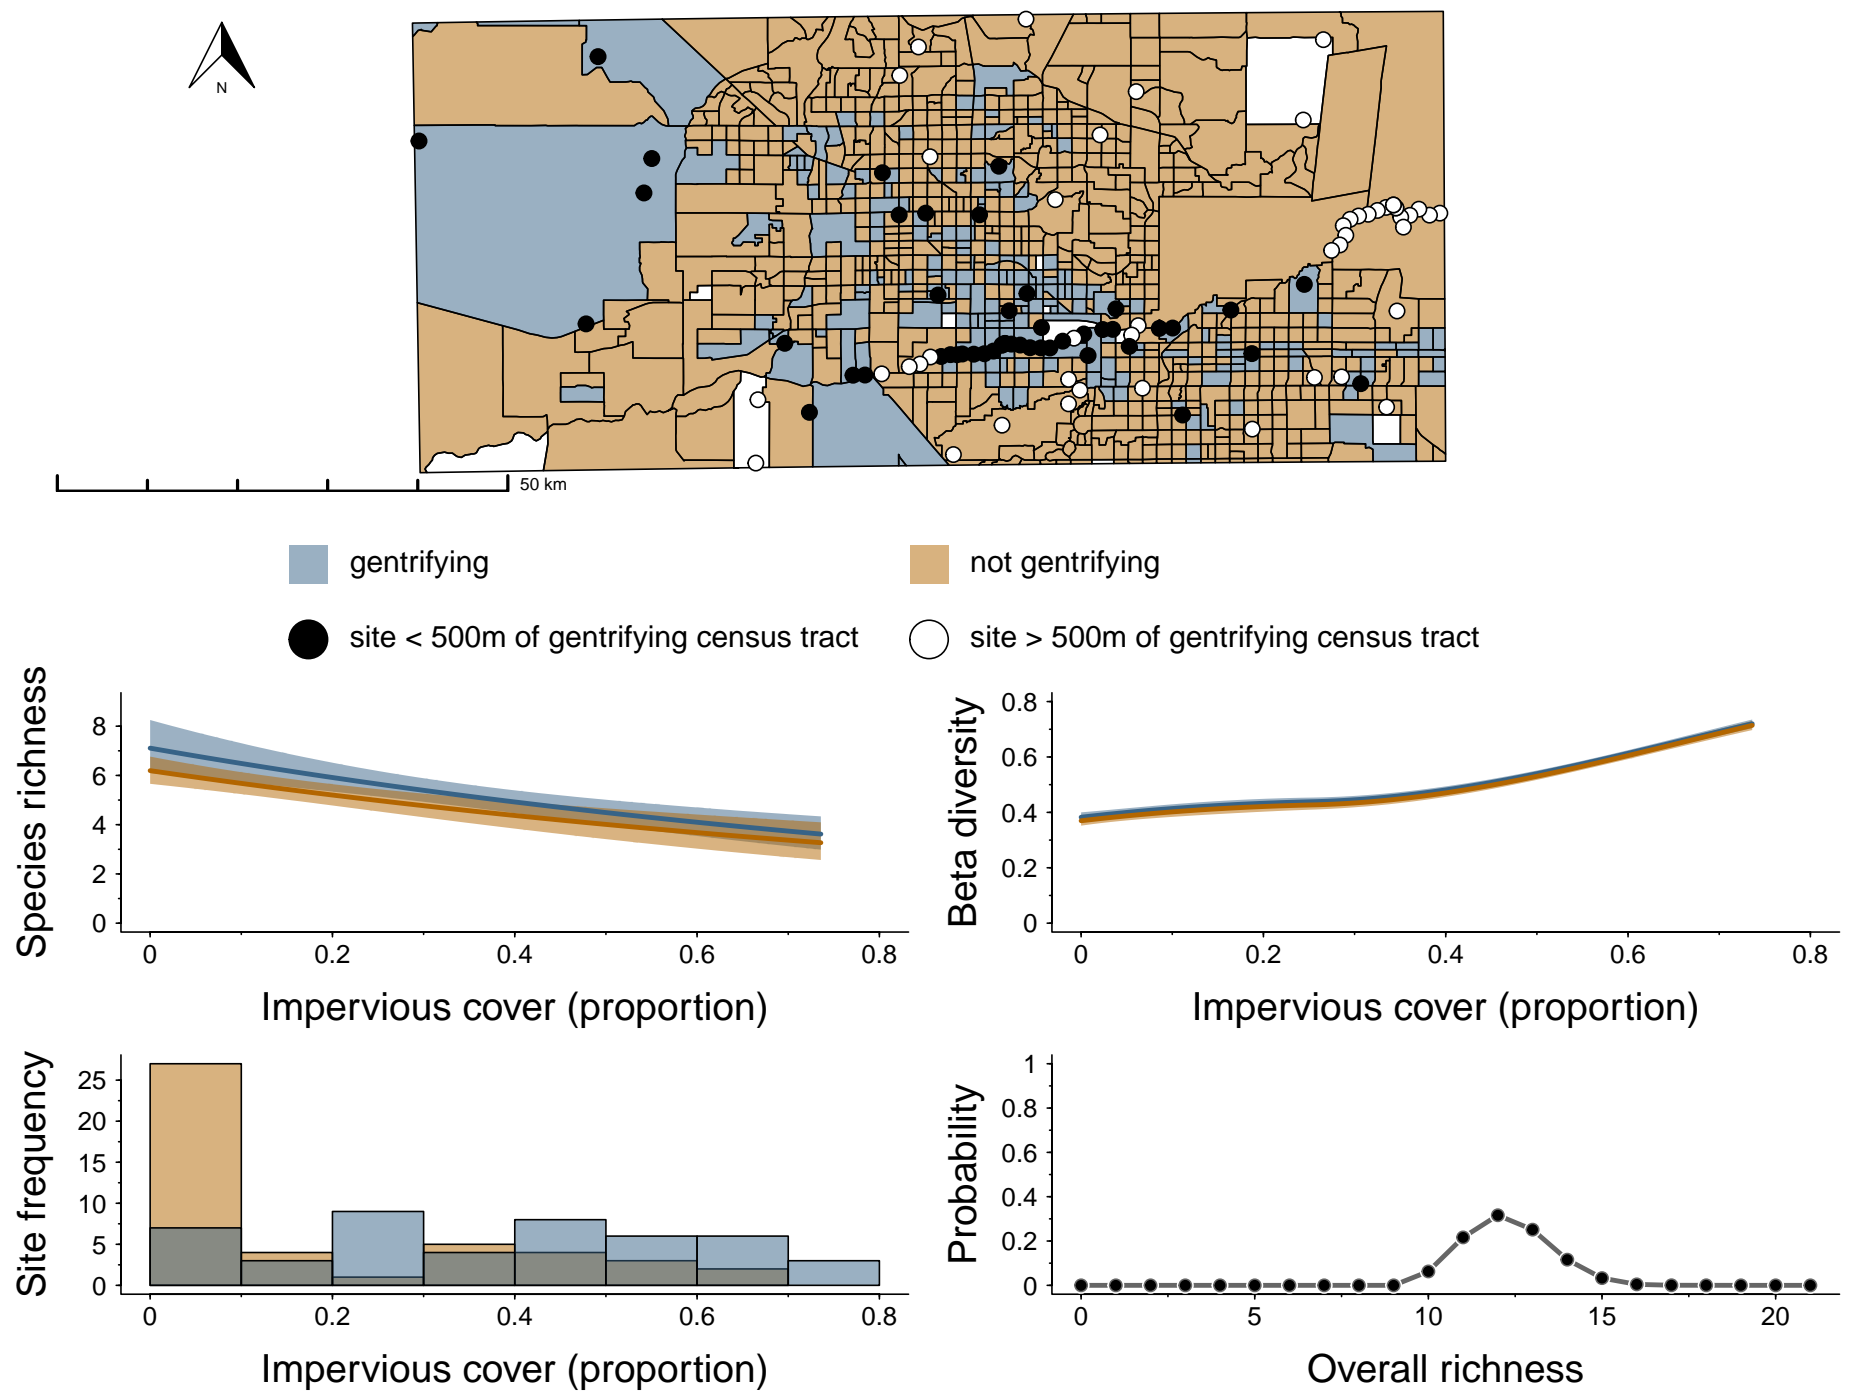 N
50 km
gentrifying
not gentrifying
site < 500m of gentrifying census tract
site > 500m of gentrifying census tract
Species richness
8
6
4
2
0
0 0.2 0.4 0.6 0.8
Impervious cover (proportion)
Beta diversity
0.8
0.6
0.4
0.2
0
0 0.2 0.4 0.6 0.8
Impervious cover (proportion)
Site frequency
25
20
15
10
5
0
0 0.2 0.4 0.6 0.8
Impervious cover (proportion)
Probability
1
0.8
0.6
0.4
0.2
0
0 5 10 15 20
Overall richness